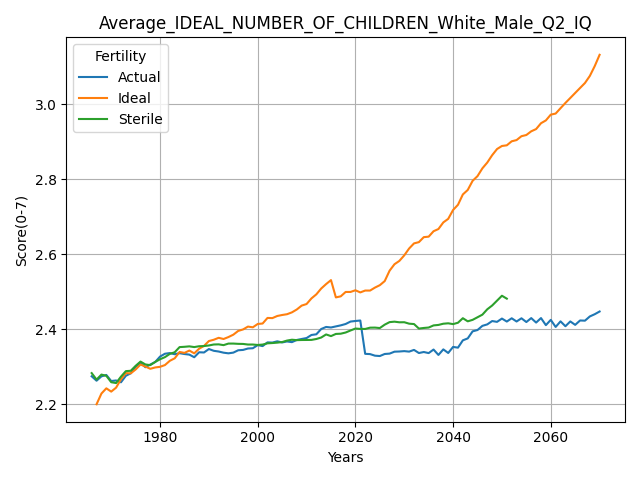 Average_IDEAL_NUMBER_OF_CHILDREN_White_Male_Q2_IQ
Fertility
Actual
Ideal
Sterile
Score(0-7)
3.0
2.8
2.6
2.4
2.2
1980 2000 2020 2040 2060
Years